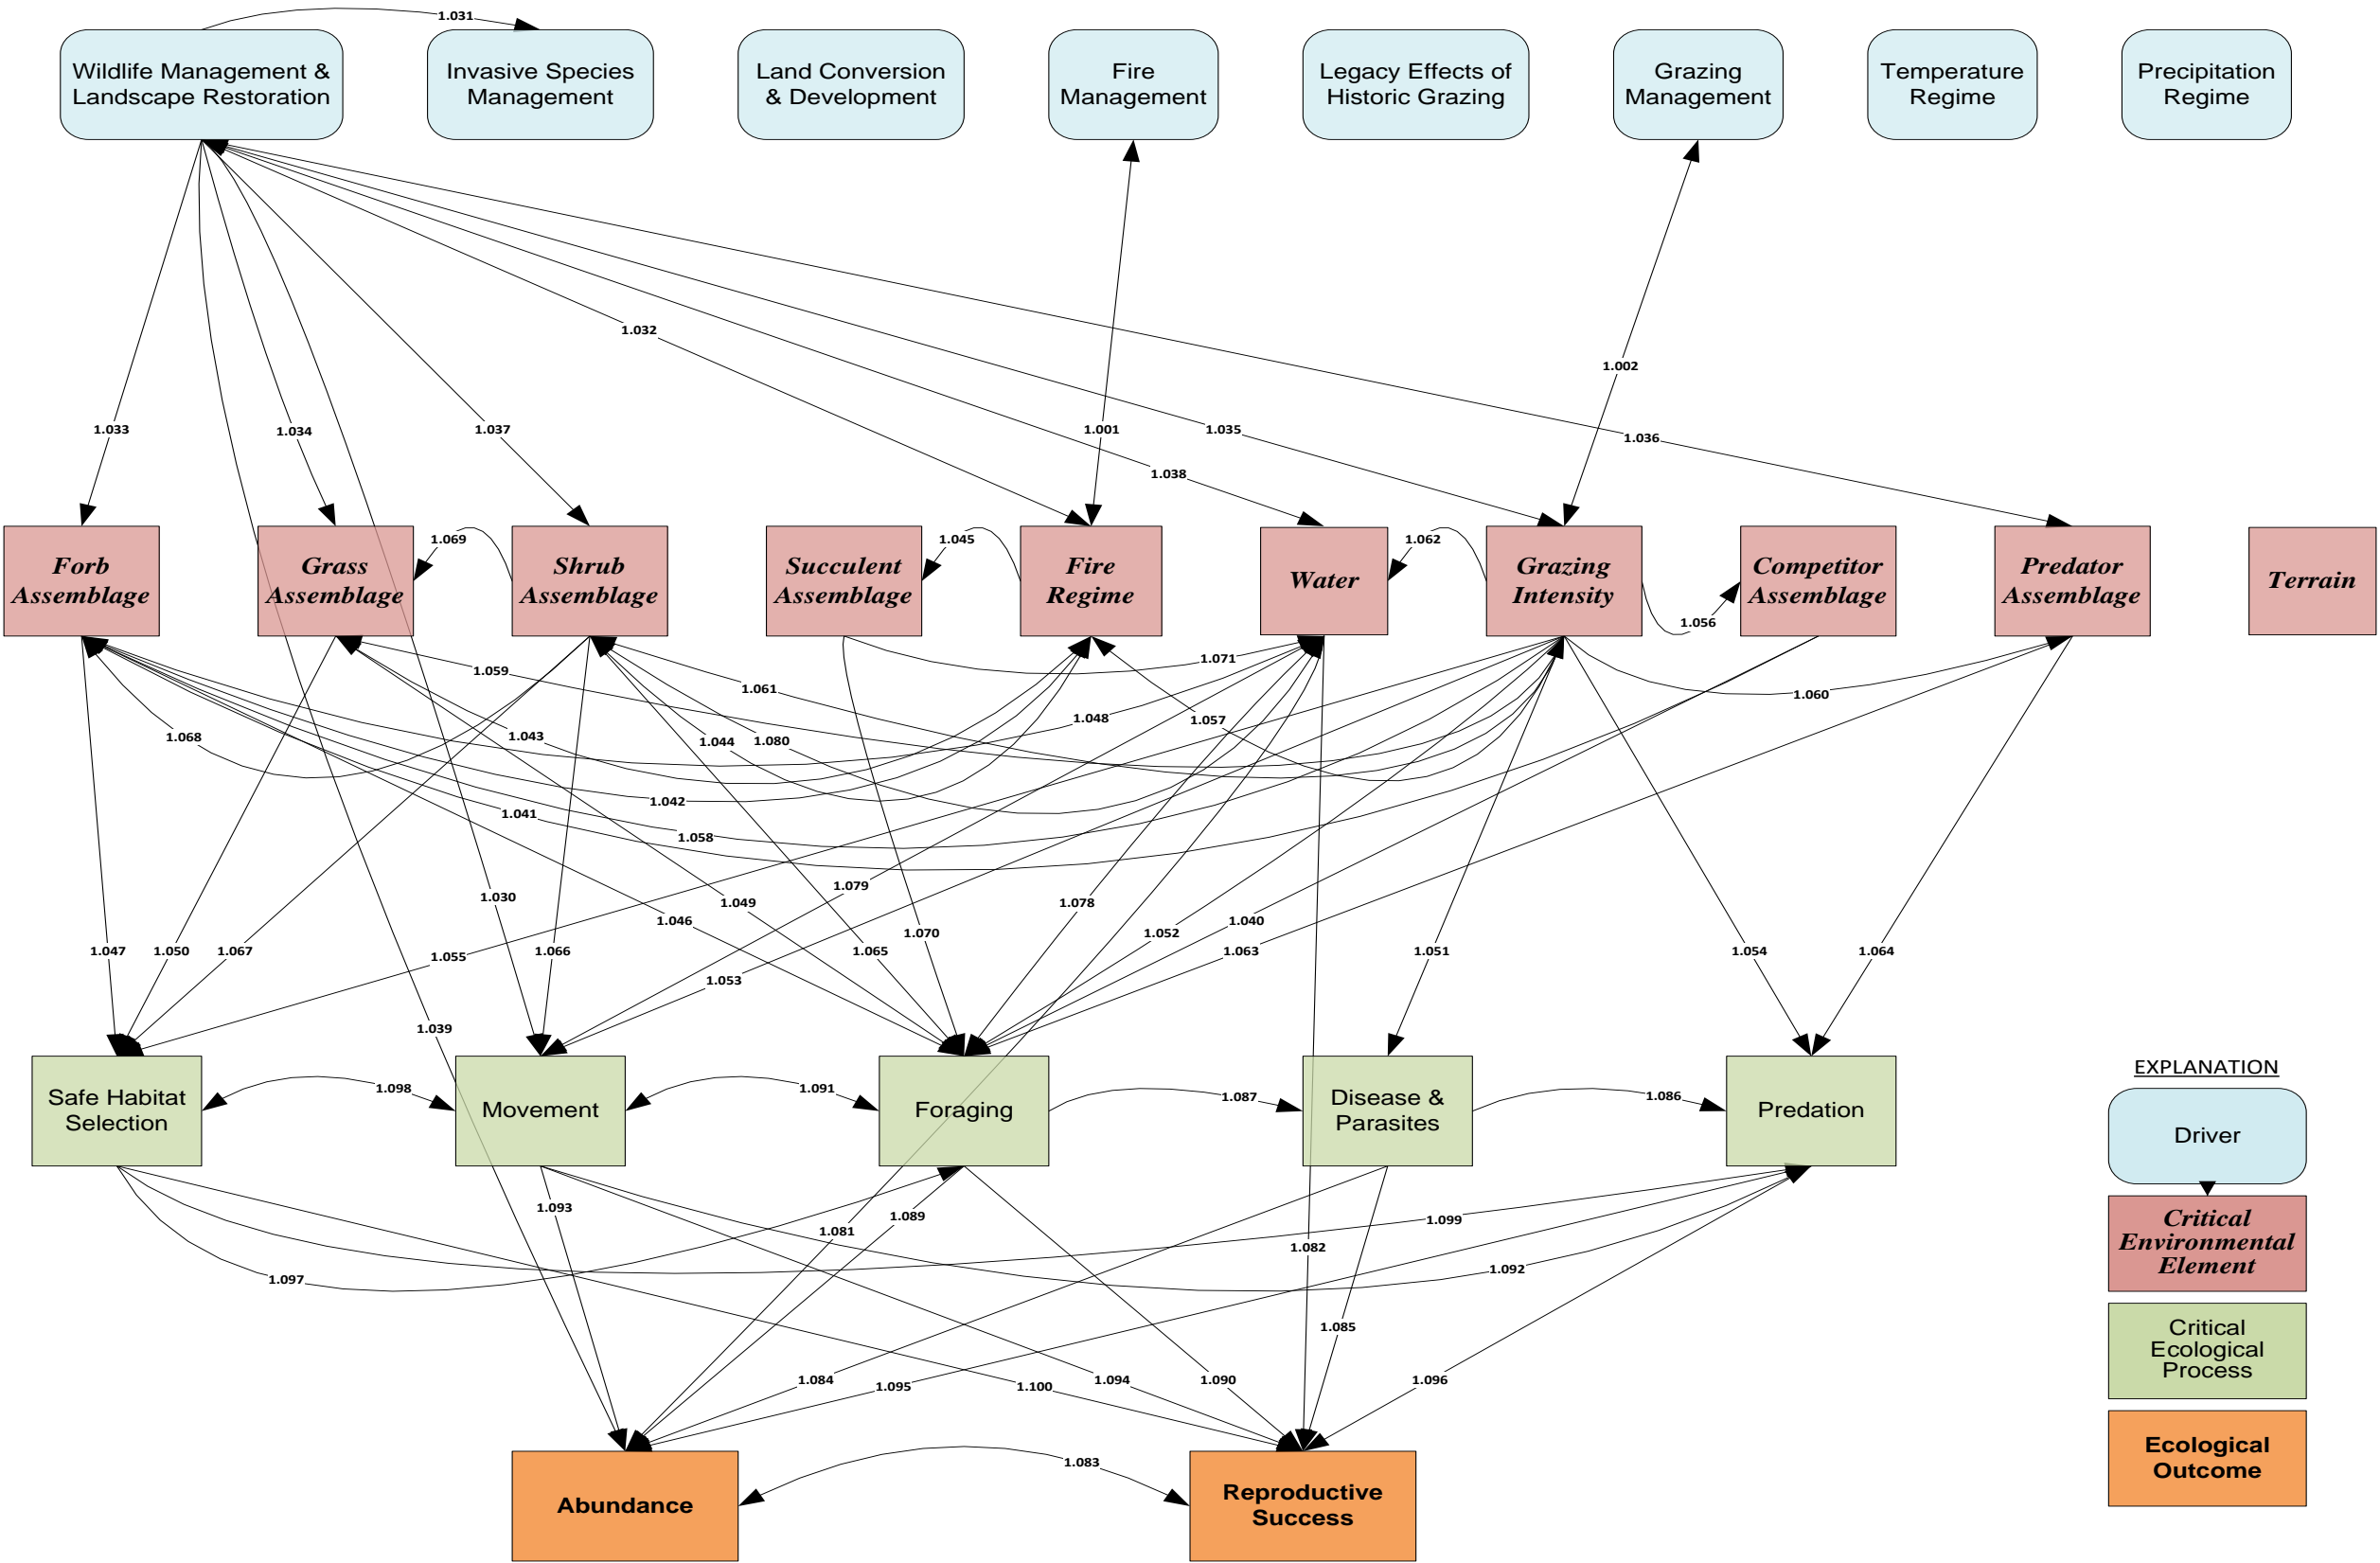 1.031
Wildlife Management &
Landscape Restoration
Invasive Species
Management
Land Conversion
& Development
Fire
Management
Legacy Effects of
Historic Grazing
Grazing
Management
Temperature
Regime
Precipitation
Regime
1.032
1.002
1.033
1.034
1.037
1.001
1.035
1.036
1.038
1.069
1.045
1.062
1.056
Forb
Assemblage
Grass
Assemblage
Shrub
Assemblage
Succulent
Assemblage
Fire
Regime
Water
Grazing
Intensity
Competitor
Assemblage
Predator
Assemblage
Terrain
1.059
1.071
1.061
1.060
1.048
1.057
1.068
1.043
1.044
1.080
1.042
1.041
1.058
1.079
1.030
1.049
1.078
1.046
1.040
1.070
1.052
1.047
1.050
1.067
1.066
1.065
1.063
1.051
1.054
1.064
1.055
1.053
1.039
Safe Habitat
Selection
Movement
Foraging
Disease &
Parasites
Predation
1.098
1.091
1.087
1.086
1.093
1.089
1.081
1.099
1.082
1.092
1.097
1.085
1.084
1.095
1.100
1.094
1.090
1.096
1.083
Abundance
Reproductive
Success
EXPLANATION
Driver
Critical
Environmental
Element
Critical
Ecological
Process
Ecological
Outcome